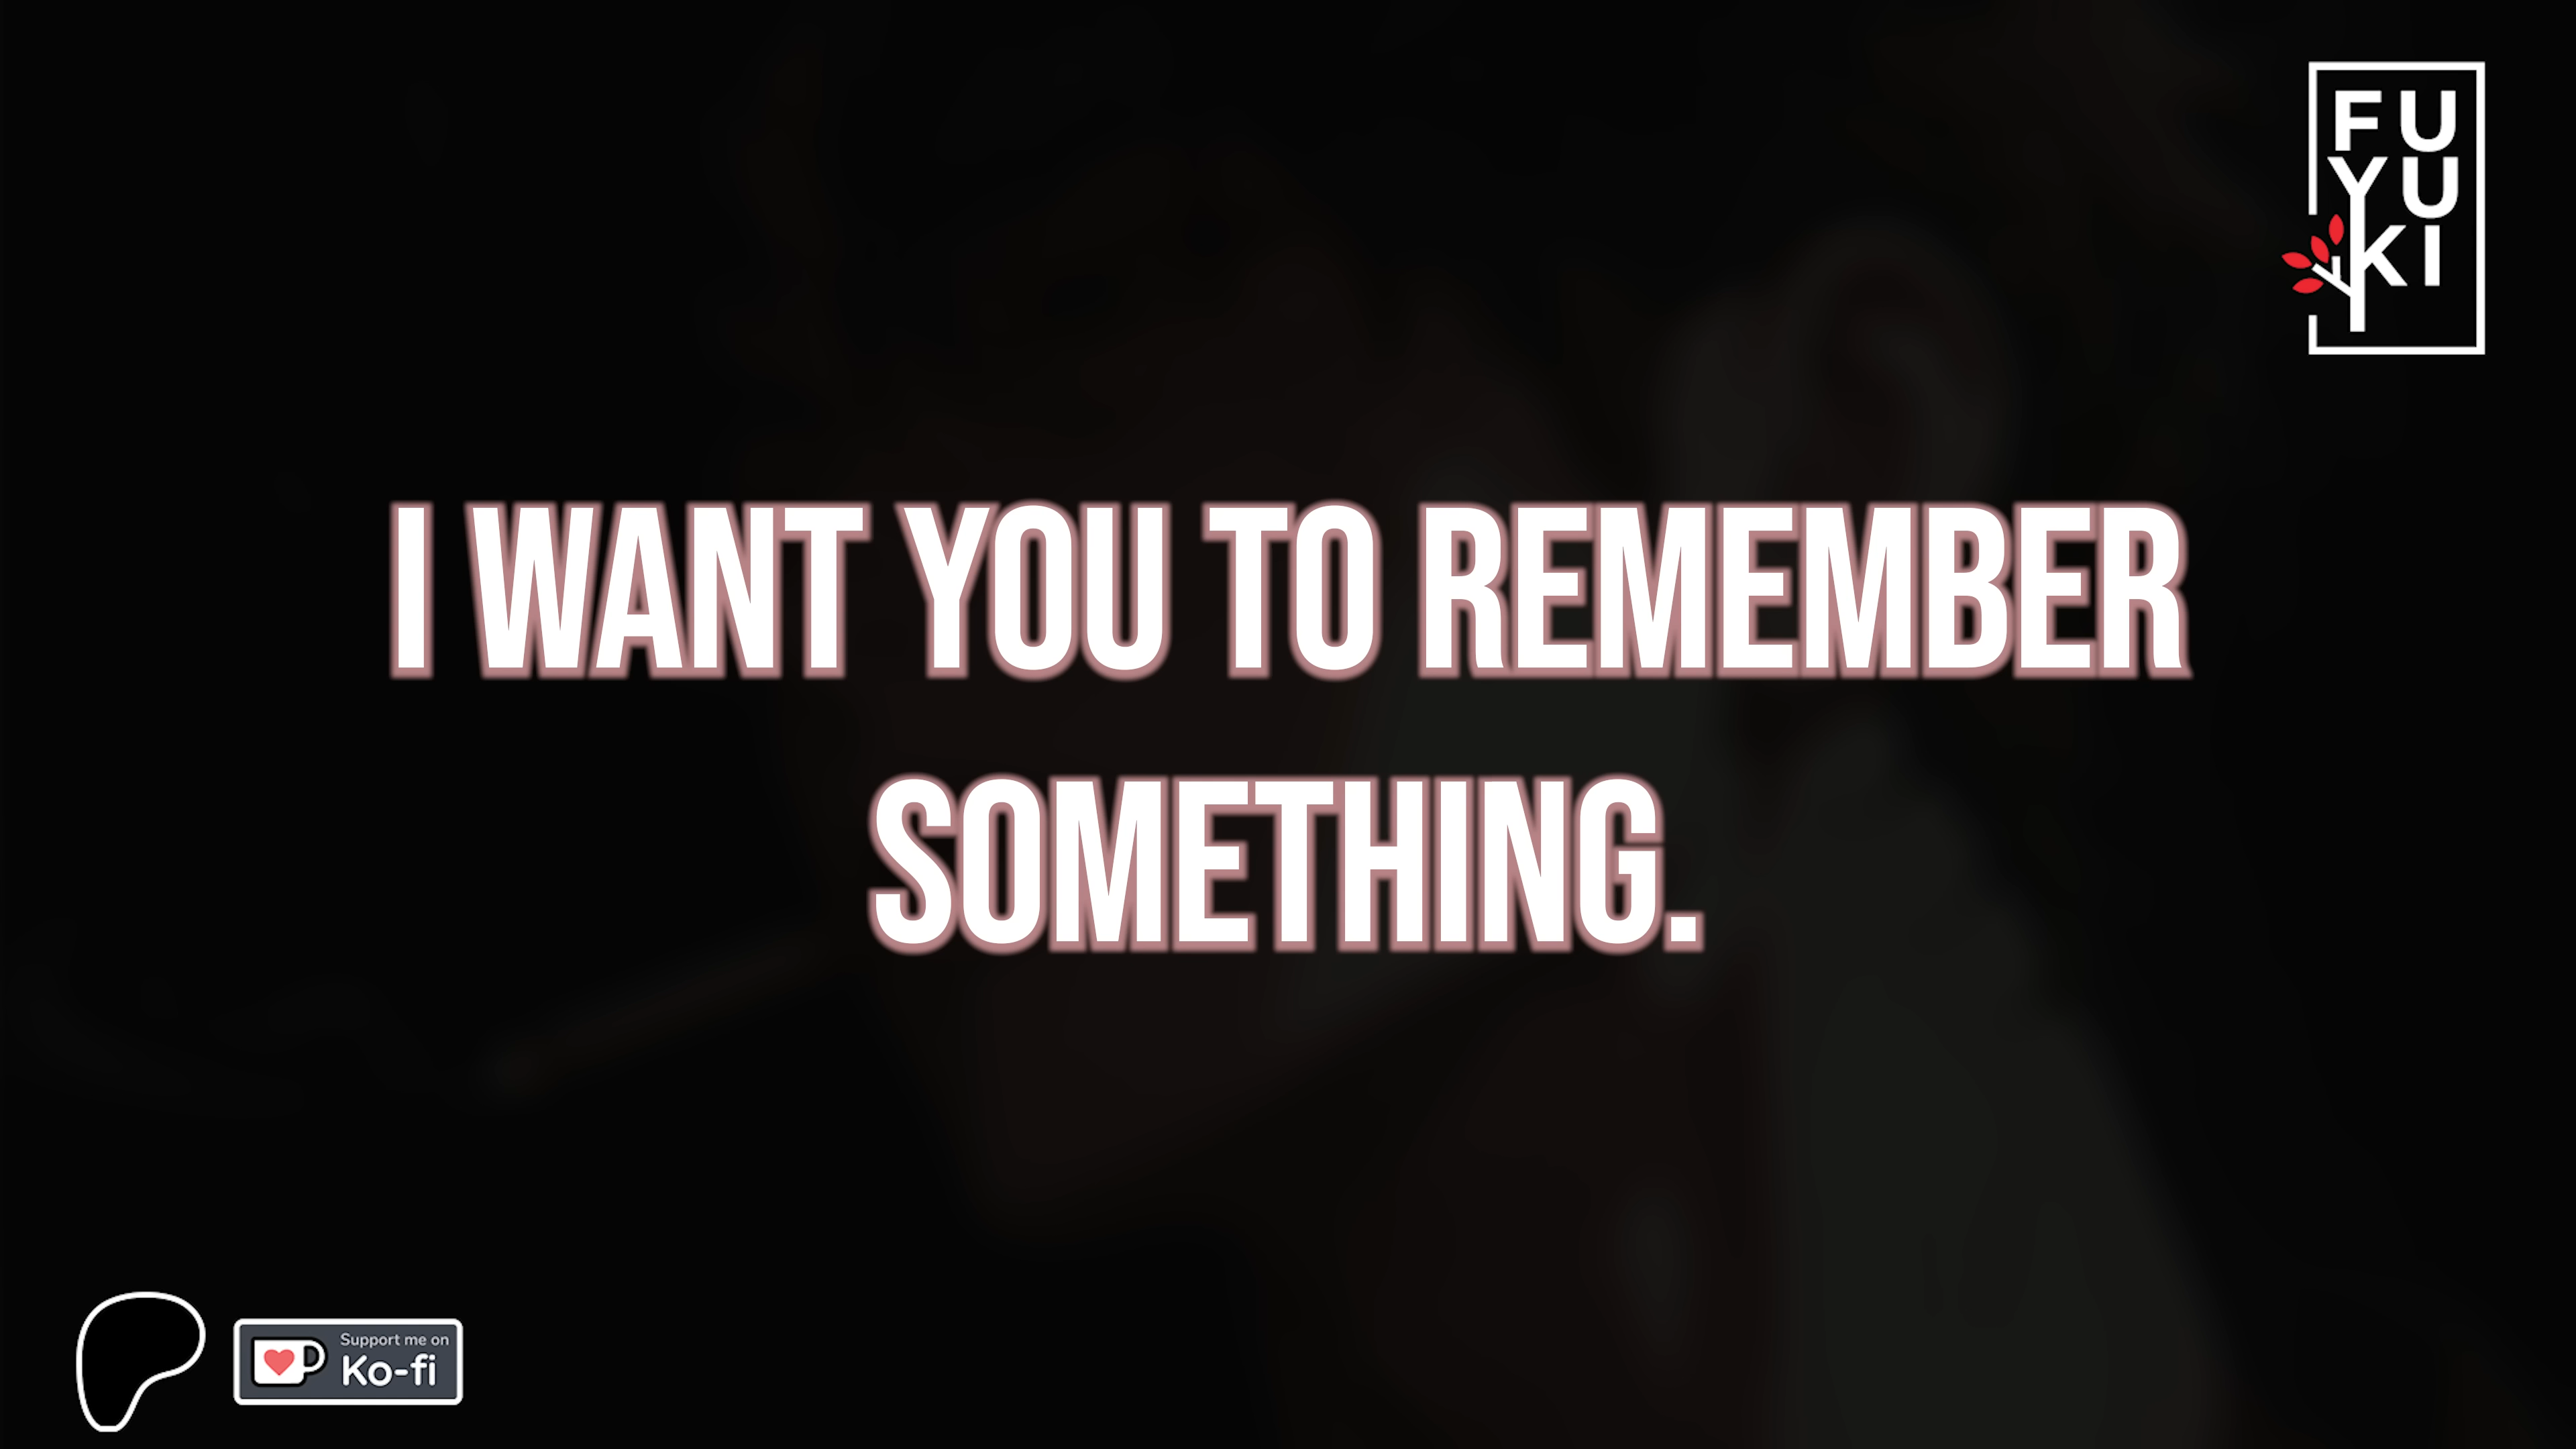 FU
YU
KI
I WANT YOU TO REMEMBER
SOMETHING.
Support me on
Ko-fi